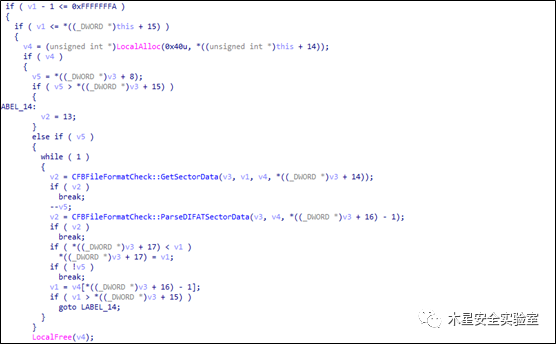 if ( v1 - 1 <= 0xFFFFFFFA )
{
if ( v1 <= *((_DWORD *)this + 15) )
{
v4 = (unsigned int *)LocalAlloc(0x40u, *((unsigned int *)this + 14));
if ( v4 )
{
v5 = *((_DWORD *)v3 + 8);
if ( v5 > *((_DWORD *)v3 + 15) )
{
ABEL_14:
v2 = 13;
}
else if ( v5 )
{
while ( 1 )
{
v2 = CFBFileFormatCheck::GetSectorData(v3, v1, v4, *((_DWORD *)v3 + 14));
if ( v2 )
break;
--v5;
v2 = CFBFileFormatCheck::ParseDIFATSectorData(v3, v4, *((_DWORD *)v3 + 16) - 1);
if ( v2 )
break;
if ( *((_DWORD *)v3 + 17) < v1 )
*((_DWORD *)v3 + 17) = v1;
if ( !v5 )
break;
v1 = v4[*((_DWORD *)v3 + 16) - 1];
if ( v1 > *((_DWORD *)v3 + 15) )
goto LABEL_14;
}
}
LocalFree(v4);
木星安全实验室